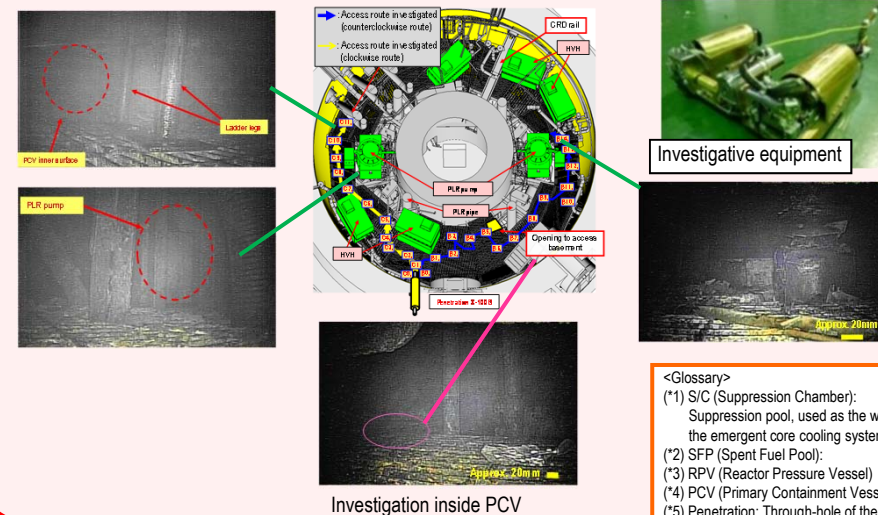 : Access route investigated
(counterclockwise route)
: Access route investigated
(clockwise route)
CRD rail
HVH
Ladder legs
PCV inner surface
Investigative equipment
PLR pump
PLR pump
PLR pipe
HVH
Opening to access
basement
Penetration X-100B
Approx. 20mm
Approx. 20mm
Investigation inside PCV
<Glossary>
(*1) S/C (Suppression Chamber):
Suppression pool, used as the w
the emergent core cooling system
(*2) SFP (Spent Fuel Pool):
(*3) RPV (Reactor Pressure Vessel)
(*4) PCV (Primary Containment Vess
(*5) Penetration: Through-hole of the